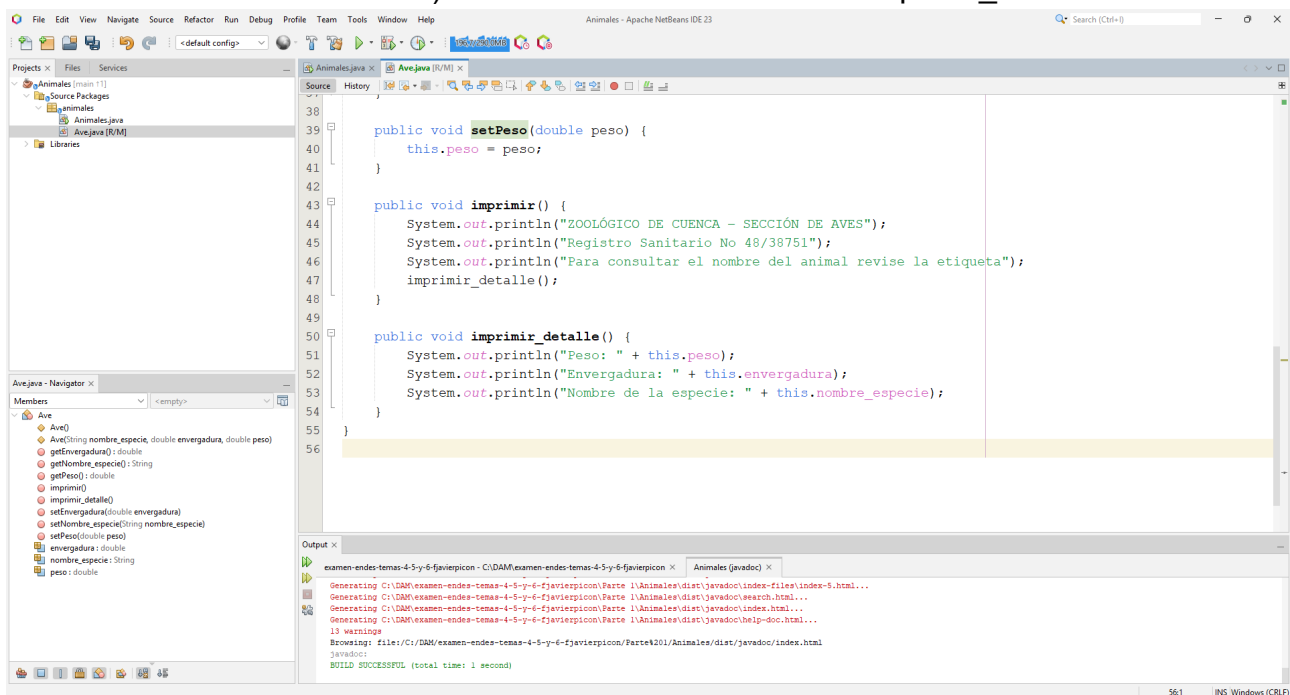 File Edit View Navigate Source Refactor Run Debug Profile Team Tools Window Help Animales - Apache NetBeans IDE 23 Search (Ctrl+I)
<default config>
Projects Files Services
Animales [main ↑1]
Source Packages
animales
Animales.java
Ave.java [R/M]
Libraries
Animales.java Ave.java [R/M]
Source History
37 }
38
39 public void setPeso(double peso) {
40 this.peso = peso;
41 }
42
43 public void imprimir() {
44 System.out.println("ZOOLÓGICO DE CUENCA – SECCIÓN DE AVES");
45 System.out.println("Registro Sanitario No 48/38751");
46 System.out.println("Para consultar el nombre del animal revise la etiqueta");
47 imprimir_detalle();
48 }
49
50 public void imprimir_detalle() {
51 System.out.println("Peso: " + this.peso);
52 System.out.println("Envergadura: " + this.envergadura);
53 System.out.println("Nombre de la especie: " + this.nombre_especie);
54 }
55 }
56
Ave.java - Navigator
Members <empty>
Ave
Ave()
Ave(String nombre_especie, double envergadura, double peso)
getEnvergadura() : double
getNombre_especie() : String
getPeso() : double
imprimir()
imprimir_detalle()
setEnvergadura(double envergadura)
setNombre_especie(String nombre_especie)
setPeso(double peso)
envergadura : double
nombre_especie : String
peso : double
Output
examen-endes-temas-4-5-y-6-fjavierpicon - C:\DAM\examen-endes-temas-4-5-y-6-fjavierpicon Animales (javadoc)
Generating C:\DAM\examen-endes-temas-4-5-y-6-fjavierpicon\Parte 1\Animales\dist\javadoc\index-files\index-5.html...
Generating C:\DAM\examen-endes-temas-4-5-y-6-fjavierpicon\Parte 1\Animales\dist\javadoc\search.html...
Generating C:\DAM\examen-endes-temas-4-5-y-6-fjavierpicon\Parte 1\Animales\dist\javadoc\index.html...
Generating C:\DAM\examen-endes-temas-4-5-y-6-fjavierpicon\Parte 1\Animales\dist\javadoc\help-doc.html...
13 warnings
Browsing: file:/C:/DAM/examen-endes-temas-4-5-y-6-fjavierpicon/Parte%201/Animales/dist/javadoc/index.html
javadoc:
BUILD SUCCESSFUL (total time: 1 second)
56:1 INS Windows (CRLF)